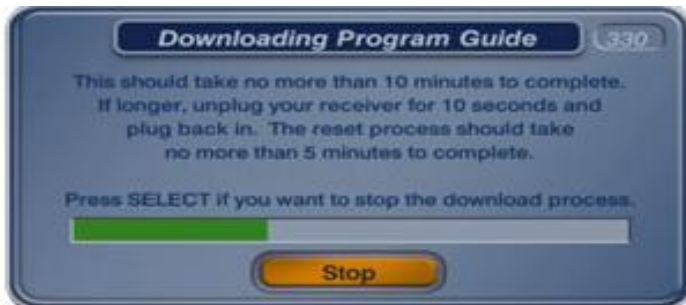 Downloading Program Guide
330
This should take no more than 10 minutes to complete.
If longer, unplug your receiver for 10 seconds and
plug back in. The reset process should take
no more than 5 minutes to complete.
Press SELECT if you want to stop the download process.
Stop